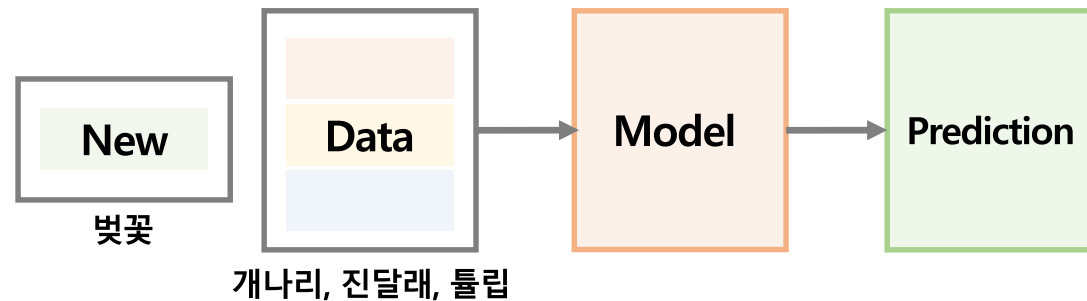 New
벚꽃
Data
개나리, 진달래, 튤립
Model
Prediction